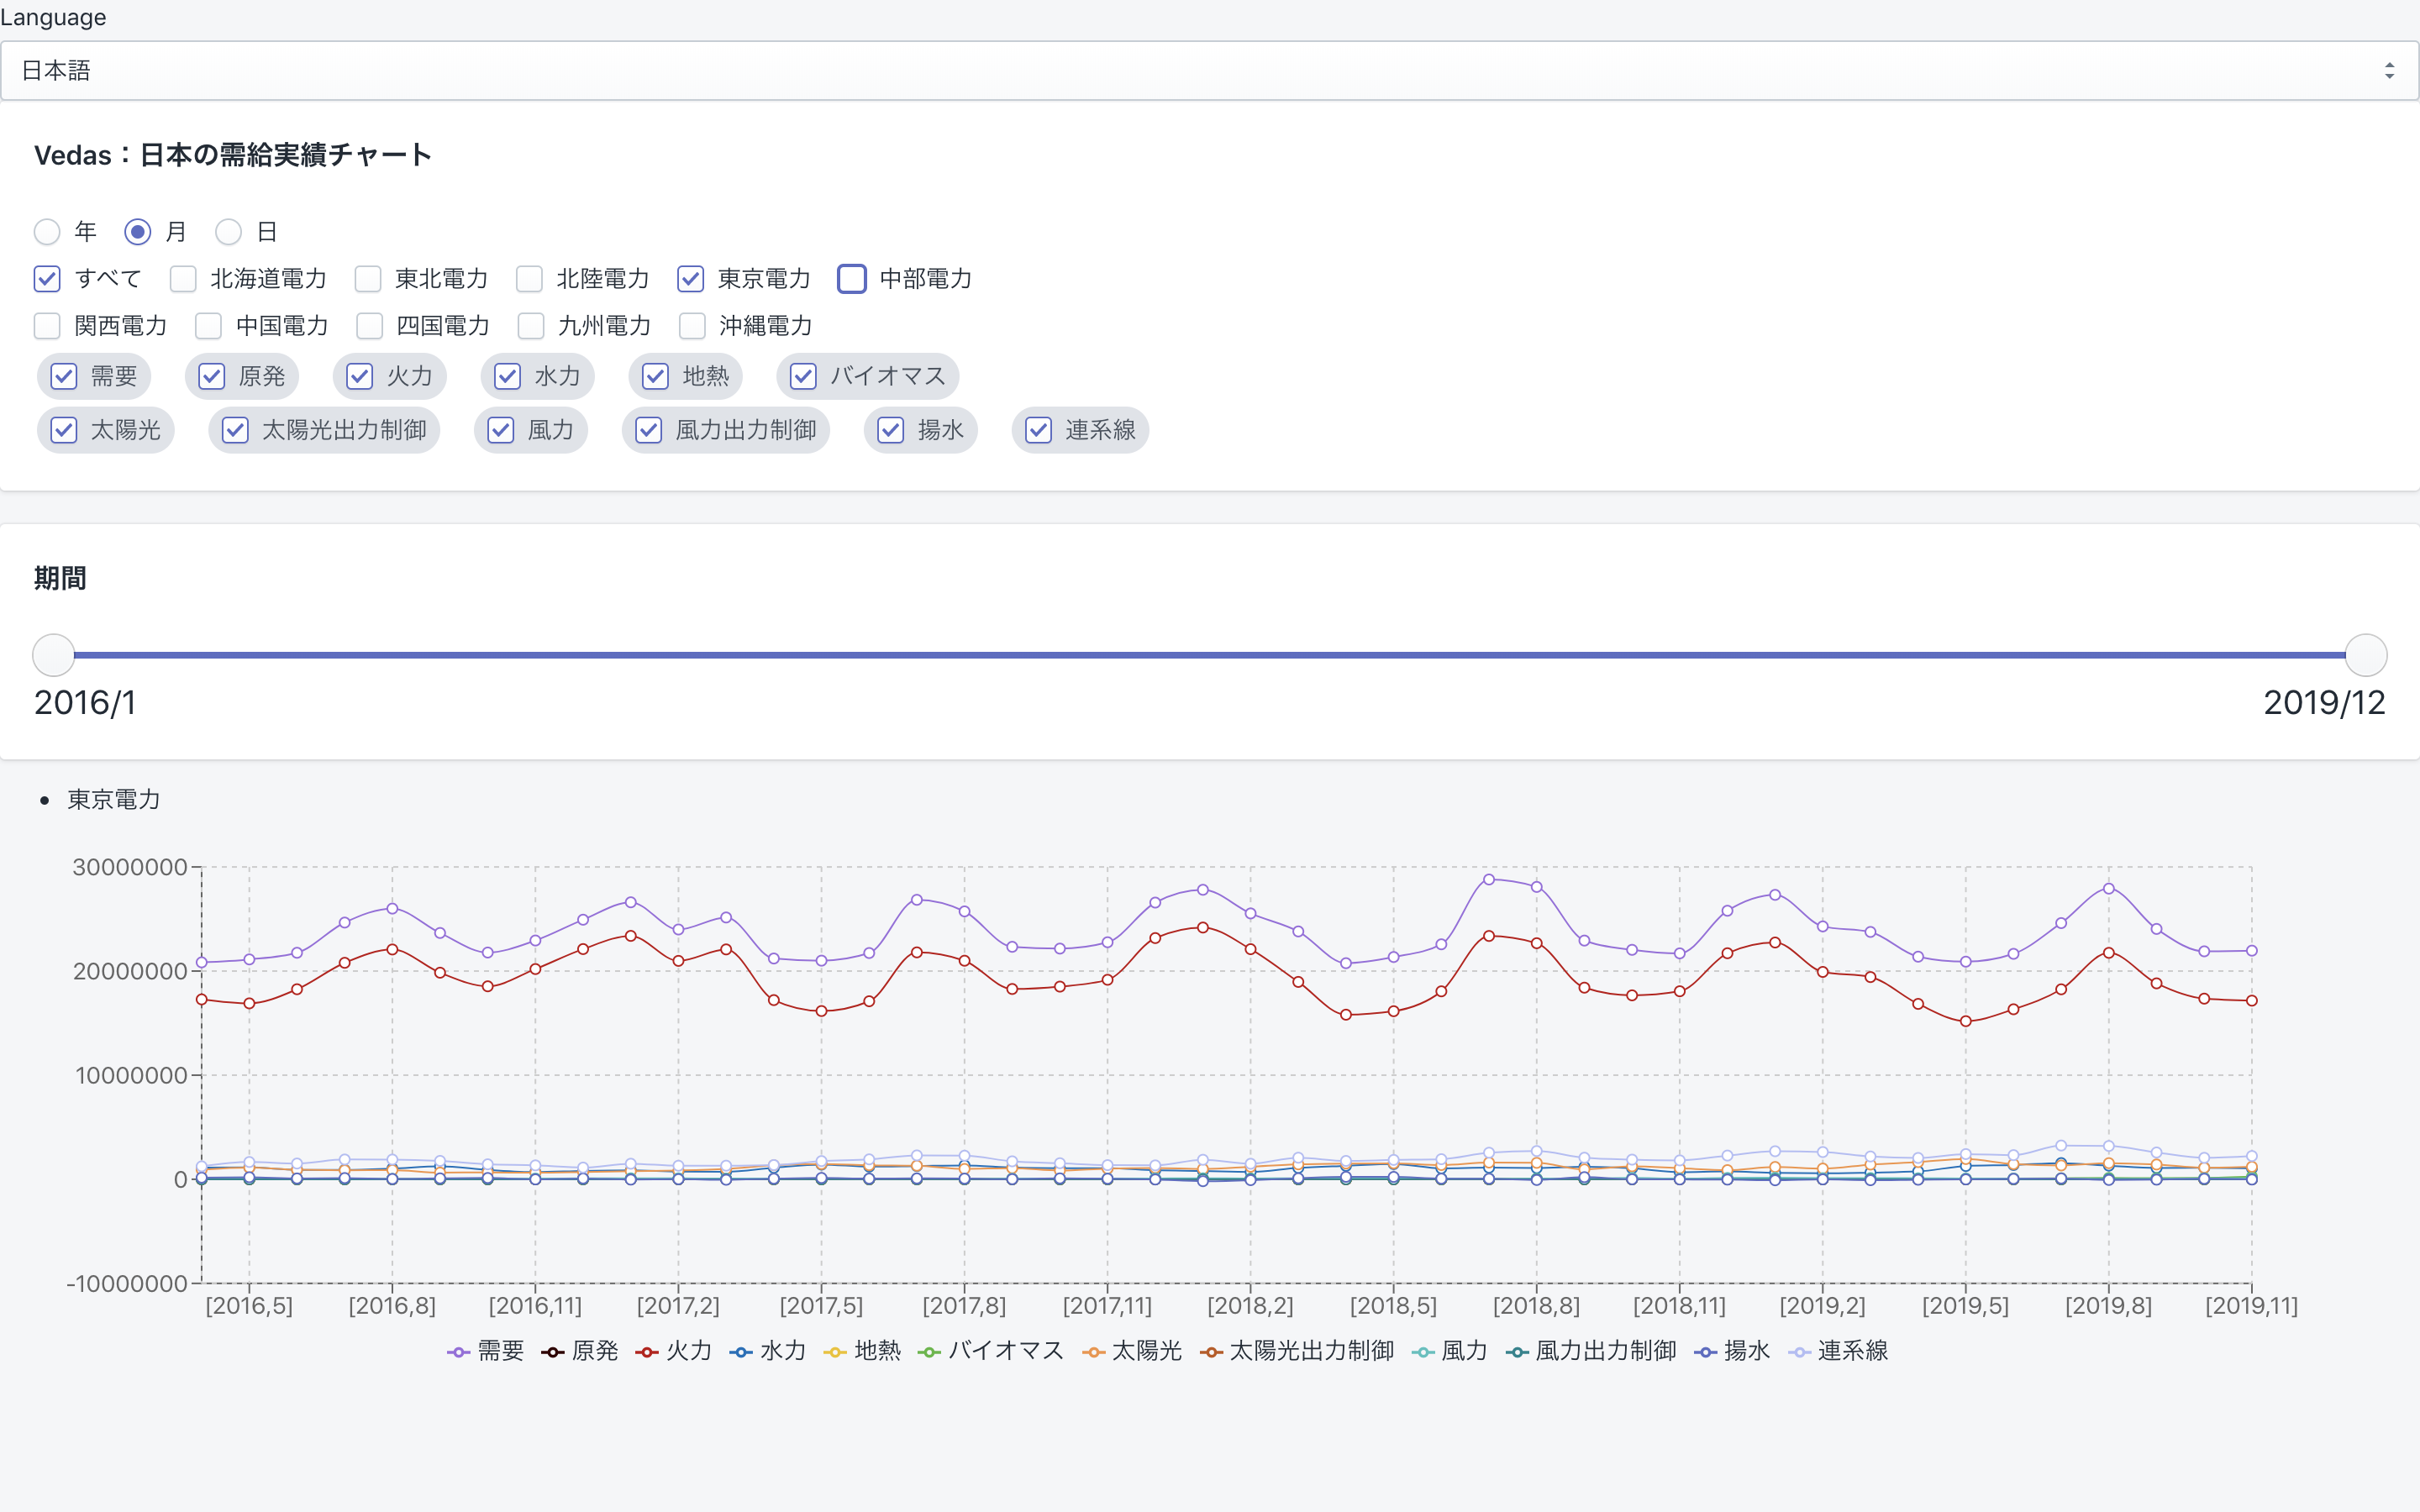 Language
日本語
Vedas：日本の需給実績チャート
年 月 日
すべて 北海道電力 東北電力 北陸電力 東京電力 中部電力
関西電力 中国電力 四国電力 九州電力 沖縄電力
需要 原発 火力 水力 地熱 バイオマス
太陽光 太陽光出力制御 風力 風力出力制御 揚水 連系線
期間
2016/1 2019/12
東京電力
30000000
20000000
10000000
0
-10000000
[2016,5] [2016,8] [2016,11] [2017,2] [2017,5] [2017,8] [2017,11] [2018,2] [2018,5] [2018,8] [2018,11] [2019,2] [2019,5] [2019,8] [2019,11]
需要 原発 火力 水力 地熱 バイオマス 太陽光 太陽光出力制御 風力 風力出力制御 揚水 連系線